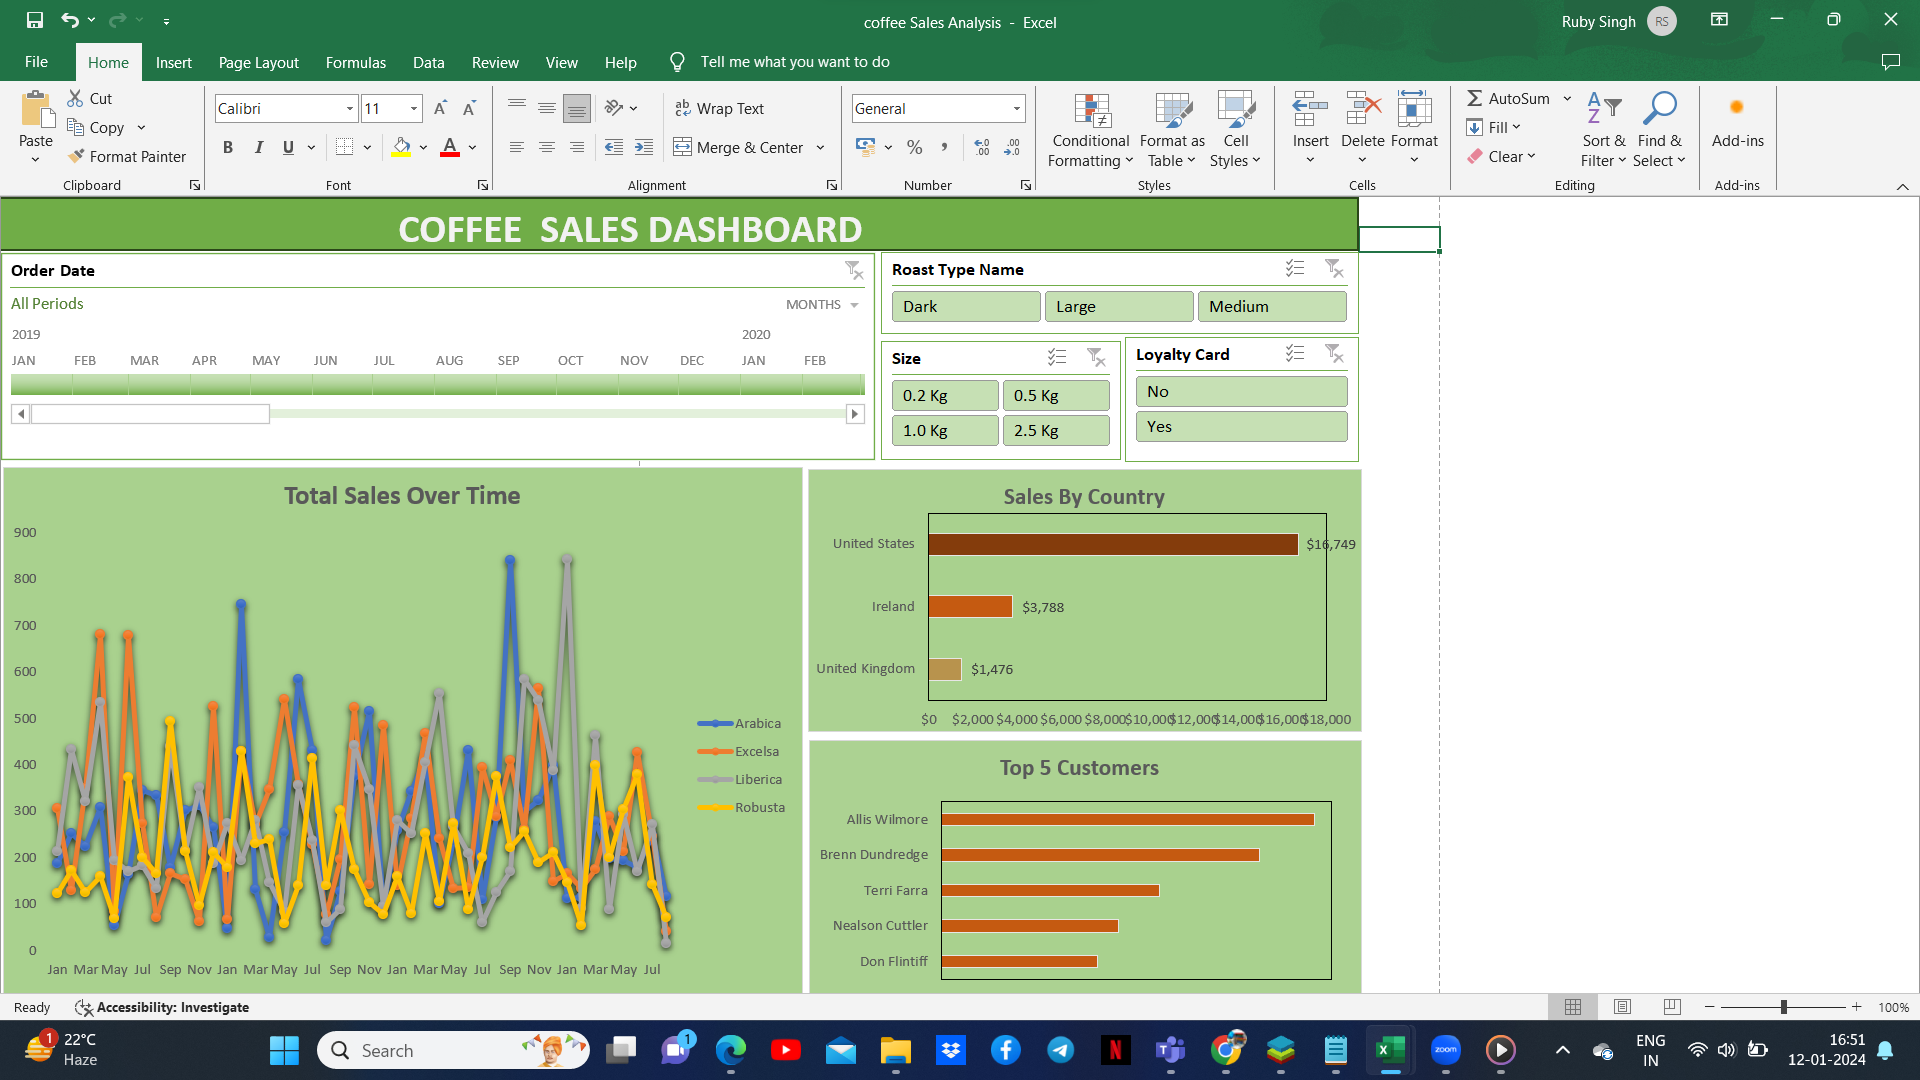 coffee Sales Analysis - Excel
Ruby Singh RS
File Home Insert Page Layout Formulas Data Review View Help Tell me what you want to do
Paste
Cut
Copy
Format Painter
Clipboard
Calibri 11
B I U A
Font
ab Wrap Text
Merge & Center
Alignment
General
% , .00
Number
Conditional Formatting
Format as Table
Cell Styles
Styles
Insert Delete Format
Cells
AutoSum
Fill
Clear
Sort & Filter
Find & Select
Editing
Add-ins
Add-ins
COFFEE  SALES DASHBOARD
Order Date
All Periods
MONTHS
2019 2020
JAN FEB MAR APR MAY JUN JUL AUG SEP OCT NOV DEC JAN FEB
Roast Type Name
Dark Large Medium
Size
0.2 Kg 0.5 Kg
1.0 Kg 2.5 Kg
Loyalty Card
No
Yes
Total Sales Over Time
900
800
700
600
500
400
300
200
100
0
Jan Mar May Jul Sep Nov Jan Mar May Jul Sep Nov Jan Mar May Jul Sep Nov Jan Mar May Jul
Arabica
Excelsa
Liberica
Robusta
Sales By Country
United States $16,749
Ireland $3,788
United Kingdom $1,476
$0 $2,000 $4,000 $6,000 $8,000 $10,000 $12,000 $14,000 $16,000 $18,000
Top 5 Customers
Allis Wilmore
Brenn Dundredge
Terri Farra
Nealson Cuttler
Don Flintiff
Ready Accessibility: Investigate 100%
1 22°C
Haze
Search
1
N
zoom
ENG
IN
16:51
12-01-2024